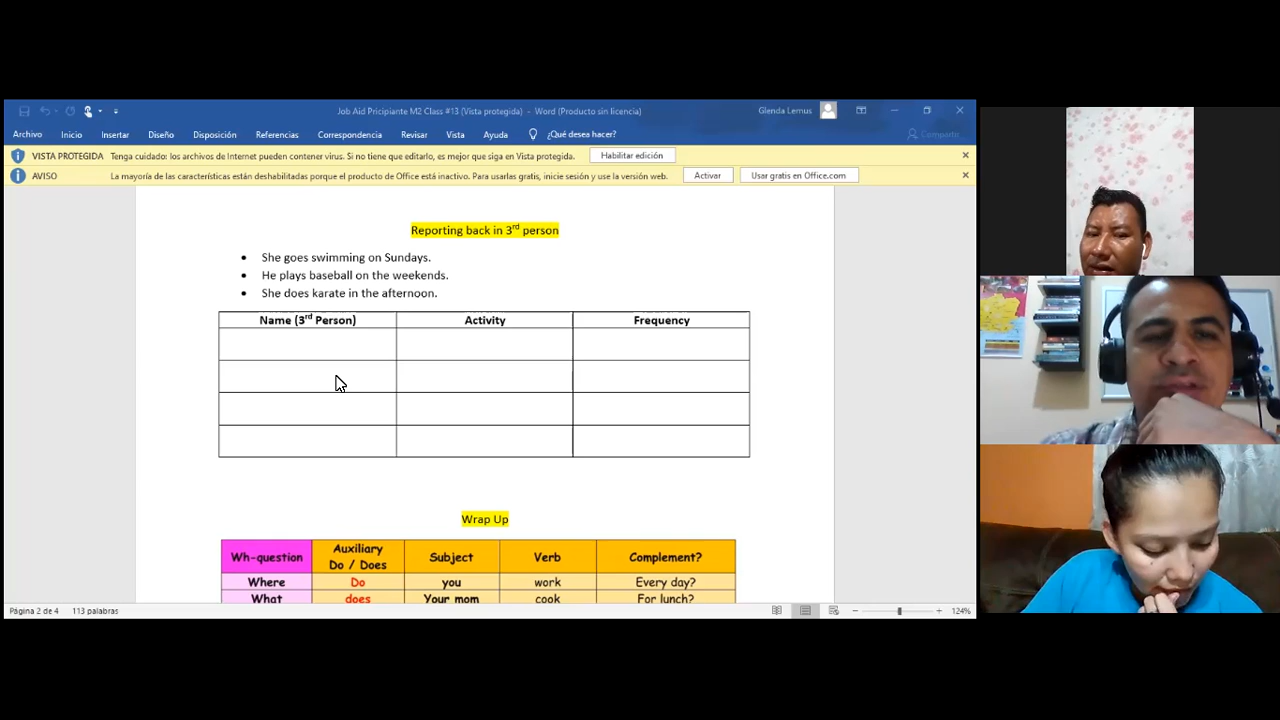 Job Aid Pricipiante M2 Class #13 (Vista protegida) - Word (Producto sin licencia)
Glenda Lemus
Archivo Inicio Insertar Diseño Disposición Referencias Correspondencia Revisar Vista Ayuda ¿Qué desea hacer? Compartir
VISTA PROTEGIDA Tenga cuidado: los archivos de Internet pueden contener virus. Si no tiene que editarlo, es mejor que siga en Vista protegida. Habilitar edición
AVISO La mayoría de las características están deshabilitadas porque el producto de Office está inactivo. Para usarlas gratis, inicie sesión y use la versión web. Activar Usar gratis en Office.com
Reporting back in 3rd person
• She goes swimming on Sundays.
• He plays baseball on the weekends.
• She does karate in the afternoon.
Name (3rd Person) Activity Frequency
Wrap Up
Wh-question Auxiliary Do / Does Subject Verb Complement?
Where Do you work Every day?
What does Your mom cook For lunch?
Página 2 de 4 113 palabras 124%